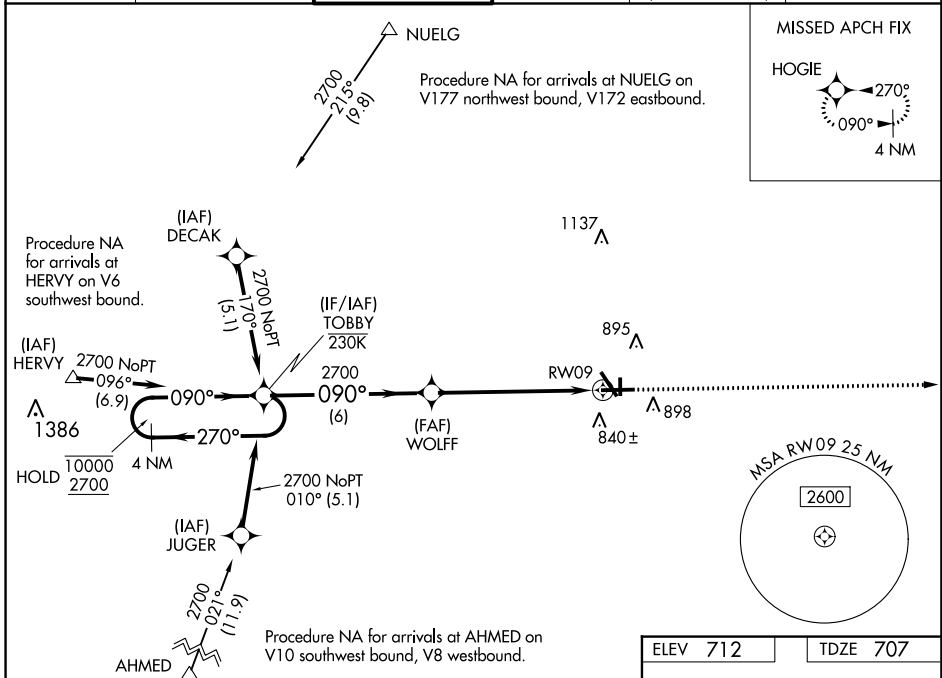 NUELG
2700
215°
(9.8)
Procedure NA for arrivals at NUELG on
V177 northwest bound, V172 eastbound.
MISSED APCH FIX
HOGIE
270°
090°
4 NM
(IAF)
DECAK
2700 NoPT
170°
(5.1)
Procedure NA
for arrivals at
HERVY on V6
southwest bound.
1137
(IF/IAF)
TOBBY
230K
895
(IAF)
HERVY
2700 NoPT
096°
(6.9)
090°
2700
090°
(6)
RW09
1386
270°
(FAF)
WOLFF
840±
898
HOLD
10000
2700
4 NM
2700 NoPT
010° (5.1)
(IAF)
JUGER
MSA RW09 25 NM
2600
2700
021°
(11.9)
AHMED
Procedure NA for arrivals at AHMED on
V10 southwest bound, V8 westbound.
ELEV 712
TDZE 707